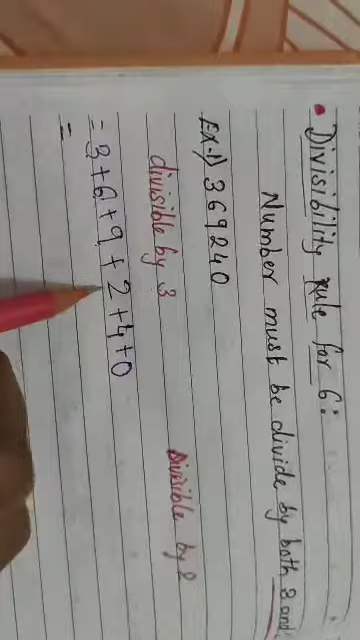 • Divisibility rule for 6:
Number must be divide by both 2 and
Ex-1) 369240
divisible by 3 Divisible by 2
= 3+6+9+2+4+0
=